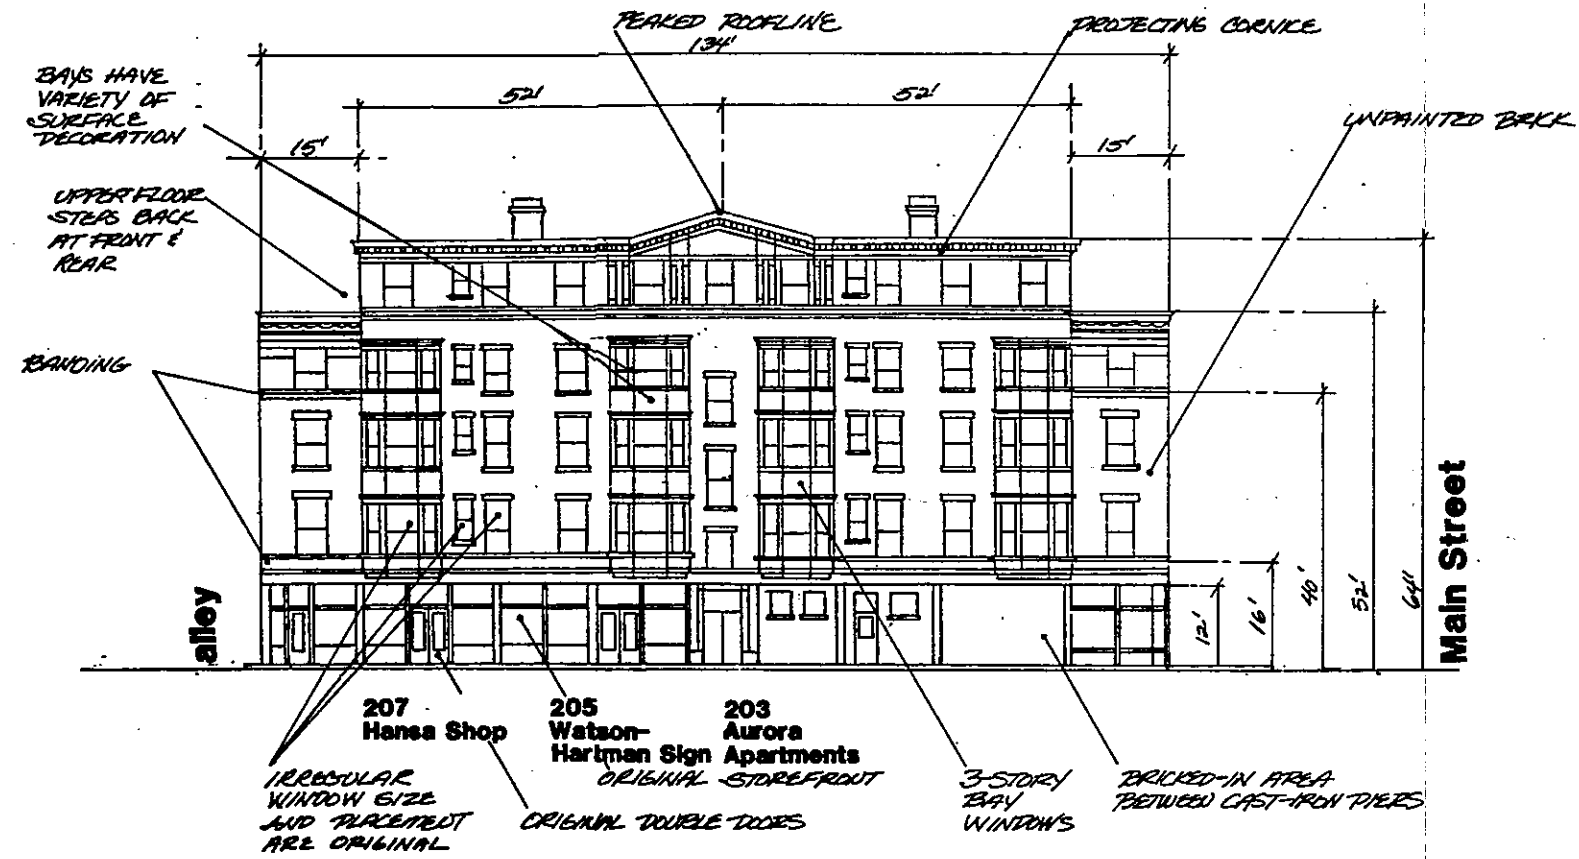 PEAKED ROOFLINE
PROJECTING CORNICE
134'
BAYS HAVE
VARIETY OF
SURFACE
DECORATION
52'
52'
UNPAINTED BRICK
15'
15'
UPPER FLOOR
STEPS BACK
AT FRONT &
REAR
BANDING
alley
Main Street
12'
16'
40'
52'
64'
207
Hansa Shop
205
Watson-
Hartman Sign
203
Aurora
Apartments
IRREGULAR
WINDOW SIZE
AND PLACEMENT
ARE ORIGINAL
ORIGINAL DOUBLE DOORS
ORIGINAL STOREFRONT
3-STORY
BAY
WINDOWS
BRICKED-IN AREA
BETWEEN CAST-IRON PIERS